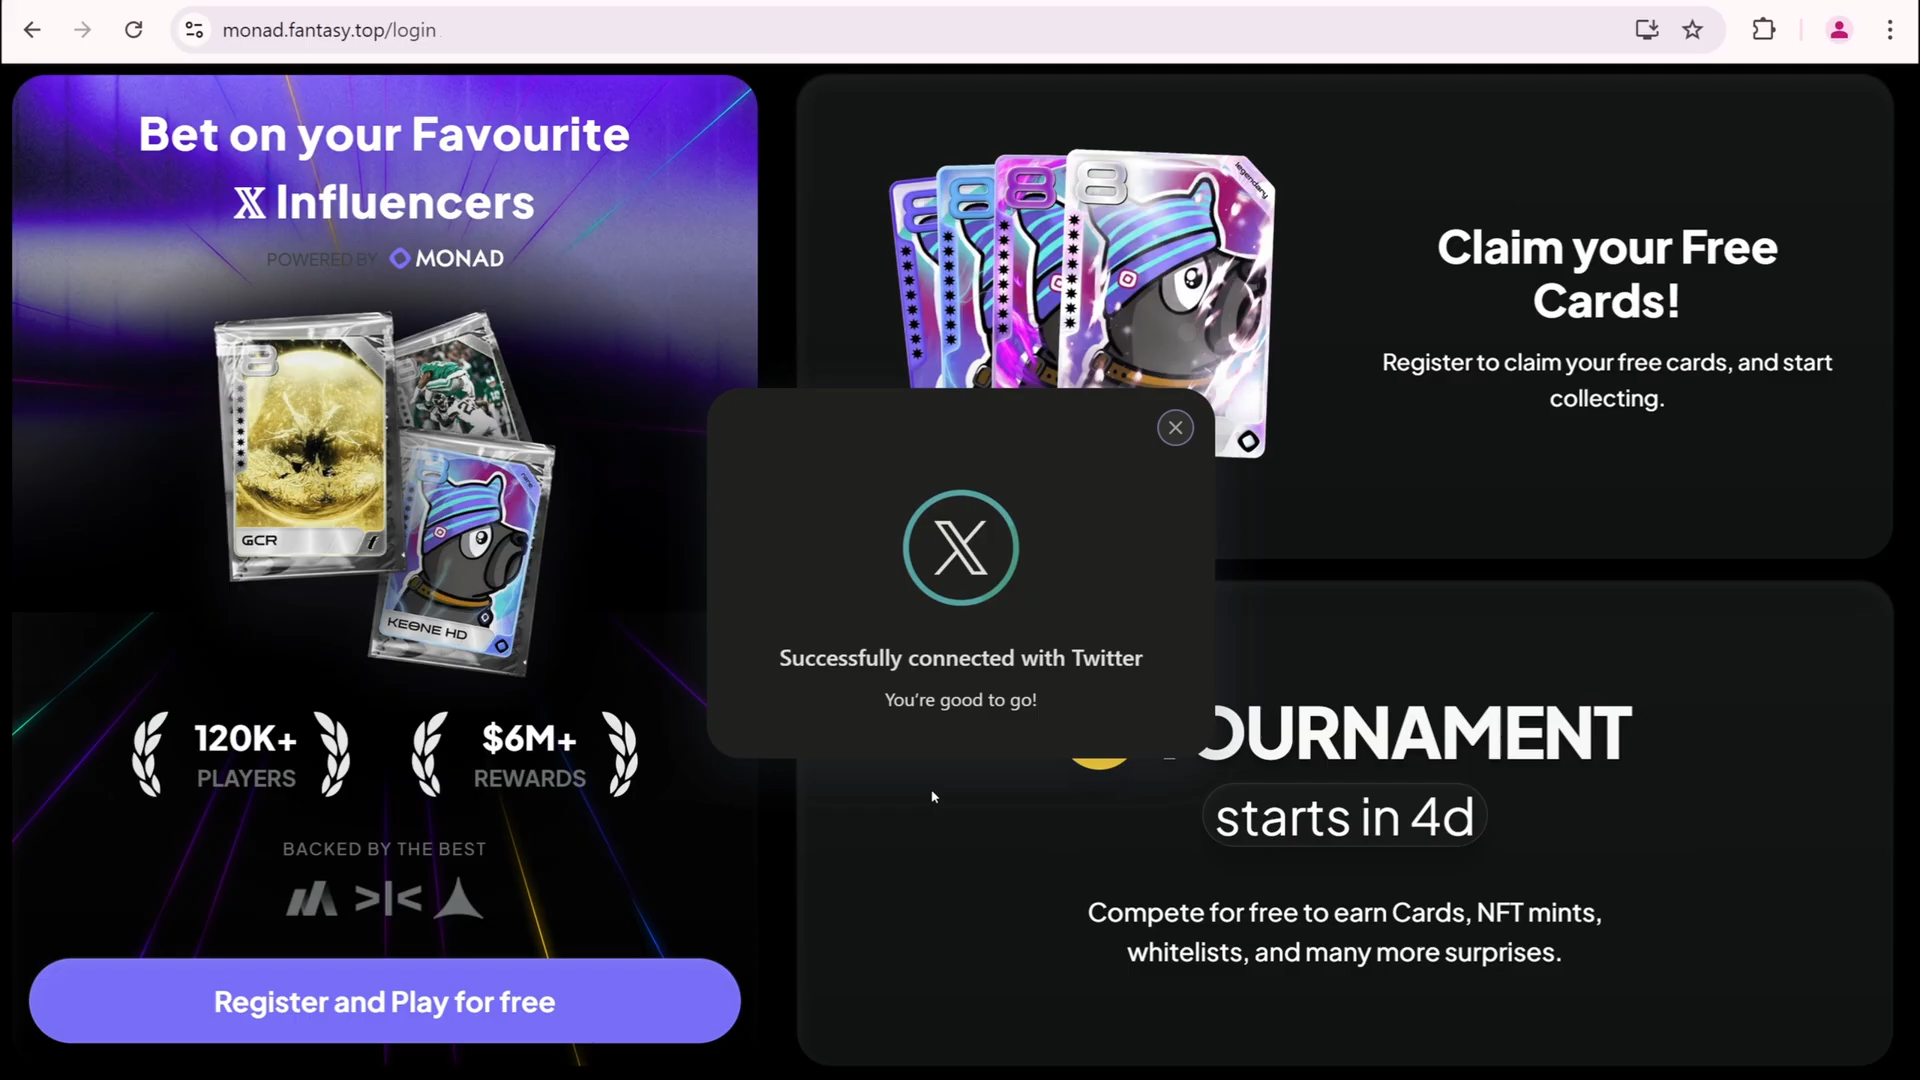 monad.fantasy.top/login
Bet on your Favourite
𝕏 Influencers
POWERED BY MONAD
GCR
KEONE HD
rare
120K+
PLAYERS
$6M+
REWARDS
BACKED BY THE BEST
Register and Play for free
legendary
Claim your Free
Cards!
Register to claim your free cards, and start
collecting.
Successfully connected with Twitter
You're good to go!
OURNAMENT
starts in 4d
Compete for free to earn Cards, NFT mints,
whitelists, and many more surprises.